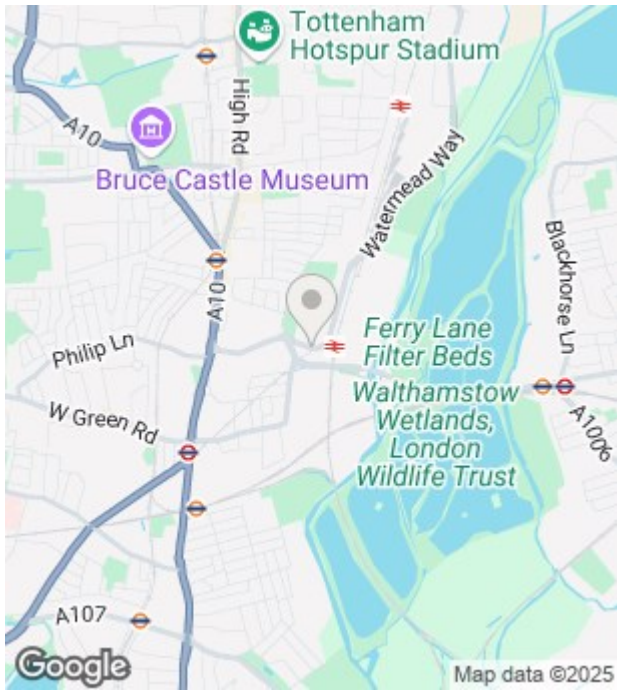 Tottenham
Hotspur Stadium
High Rd
A10
Bruce Castle Museum
Watermead Way
Blackhorse Ln
A10
Philip Ln
Ferry Lane
Filter Beds
Walthamstow
Wetlands,
London
Wildlife Trust
W Green Rd
A1006
A107
Google
Map data ©2025